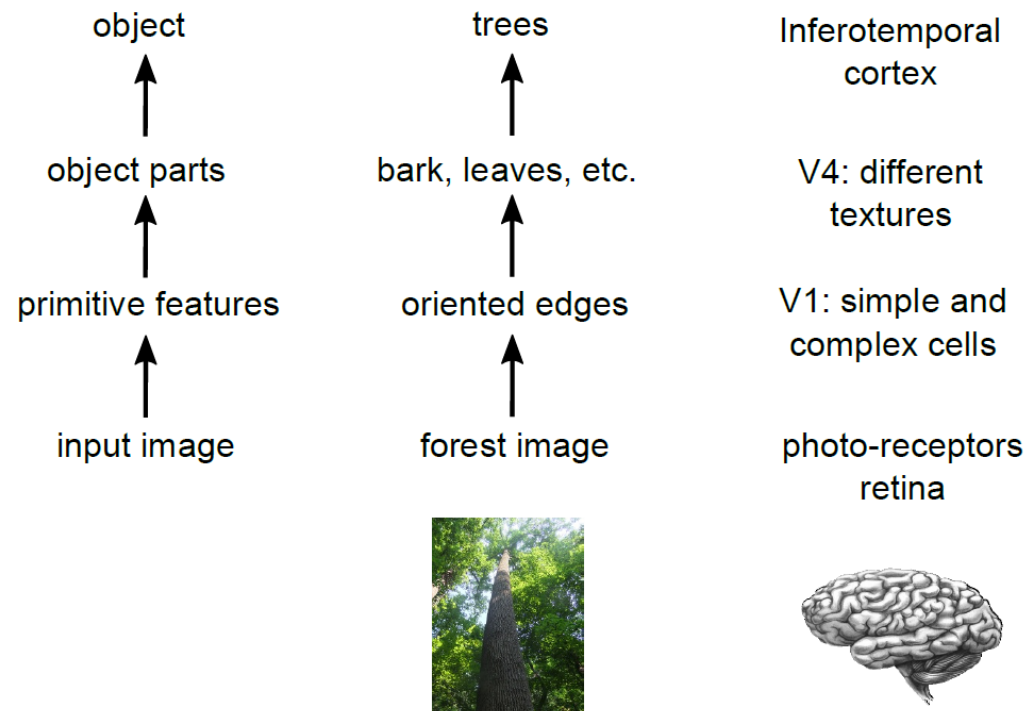 object
trees
Inferotemporal
cortex
object parts
bark, leaves, etc.
V4: different
textures
primitive features
oriented edges
V1: simple and
complex cells
input image
forest image
photo-receptors
retina